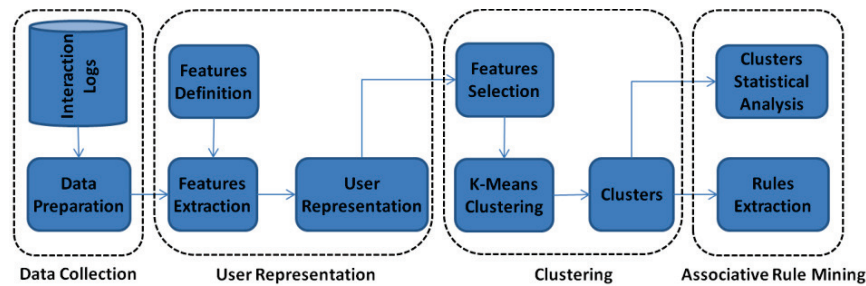 Interaction
Logs
Data
Preparation
Data Collection
Features
Definition
Features
Extraction
User
Representation
User Representation
Features
Selection
K-Means
Clustering
Clusters
Clustering
Clusters
Statistical
Analysis
Rules
Extraction
Associative Rule Mining